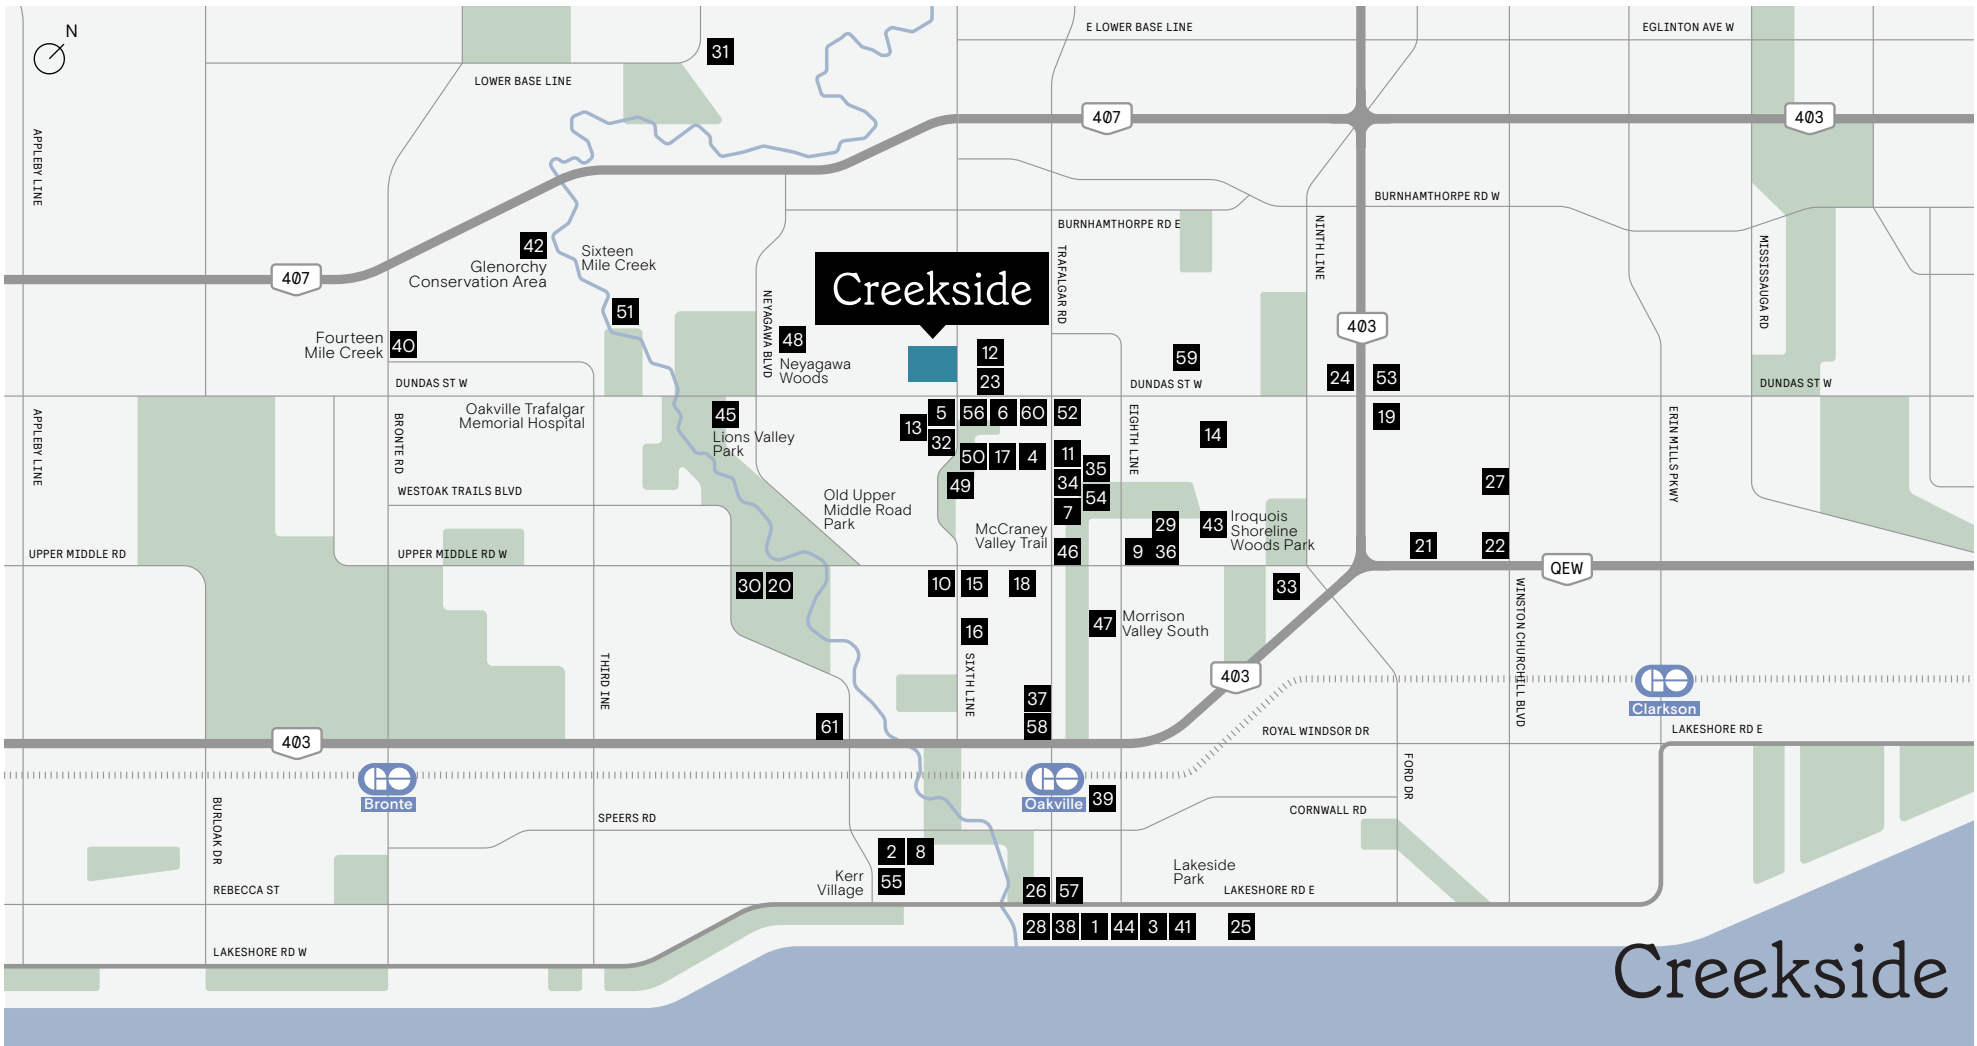 N
31
E LOWER BASE LINE
EGLINTON AVE W
LOWER BASE LINE
407
403
APPLEBY LINE
BURNHAMTHORPE RD W
BURNHAMTHORPE RD E
NINTH LINE
MISSISSAUGA RD
TRAFALGAR RD
42
Glenorchy
Conservation Area
Sixteen
Mile Creek
407
Creekside
51
NEYAGAWA BLVD
48
Neyagawa
Woods
403
Fourteen
Mile Creek
40
12
23
59
24
53
DUNDAS ST W
DUNDAS ST W
DUNDAS ST W
APPLEBY LINE
BRONTE RD
Oakville Trafalgar
Memorial Hospital
45
Lions Valley
Park
13
5
56
6
60
52
32
EIGHTH LINE
14
19
ERIN MILLS PKWY
50
17
4
11
35
49
34
54
7
27
WESTOAK TRAILS BLVD
Old Upper
Middle Road
Park
McCraney
Valley Trail
46
29
43
Iroquois
Shoreline
Woods Park
9
36
21
22
UPPER MIDDLE RD
UPPER MIDDLE RD W
QEW
30
20
10
15
18
33
WINSTON CHURCHILL BLVD
16
47
Morrison
Valley South
THIRD INE
SIXTH LINE
403
37
58
61
Clarkson
403
ROYAL WINDSOR DR
LAKESHORE RD E
Bronte
Oakville
39
FORD DR
BURLOAK DR
SPEERS RD
CORNWALL RD
2
8
55
Kerr
Village
Lakeside
Park
REBECCA ST
26
57
LAKESHORE RD E
28
38
1
44
3
41
25
LAKESHORE RD W
Creekside